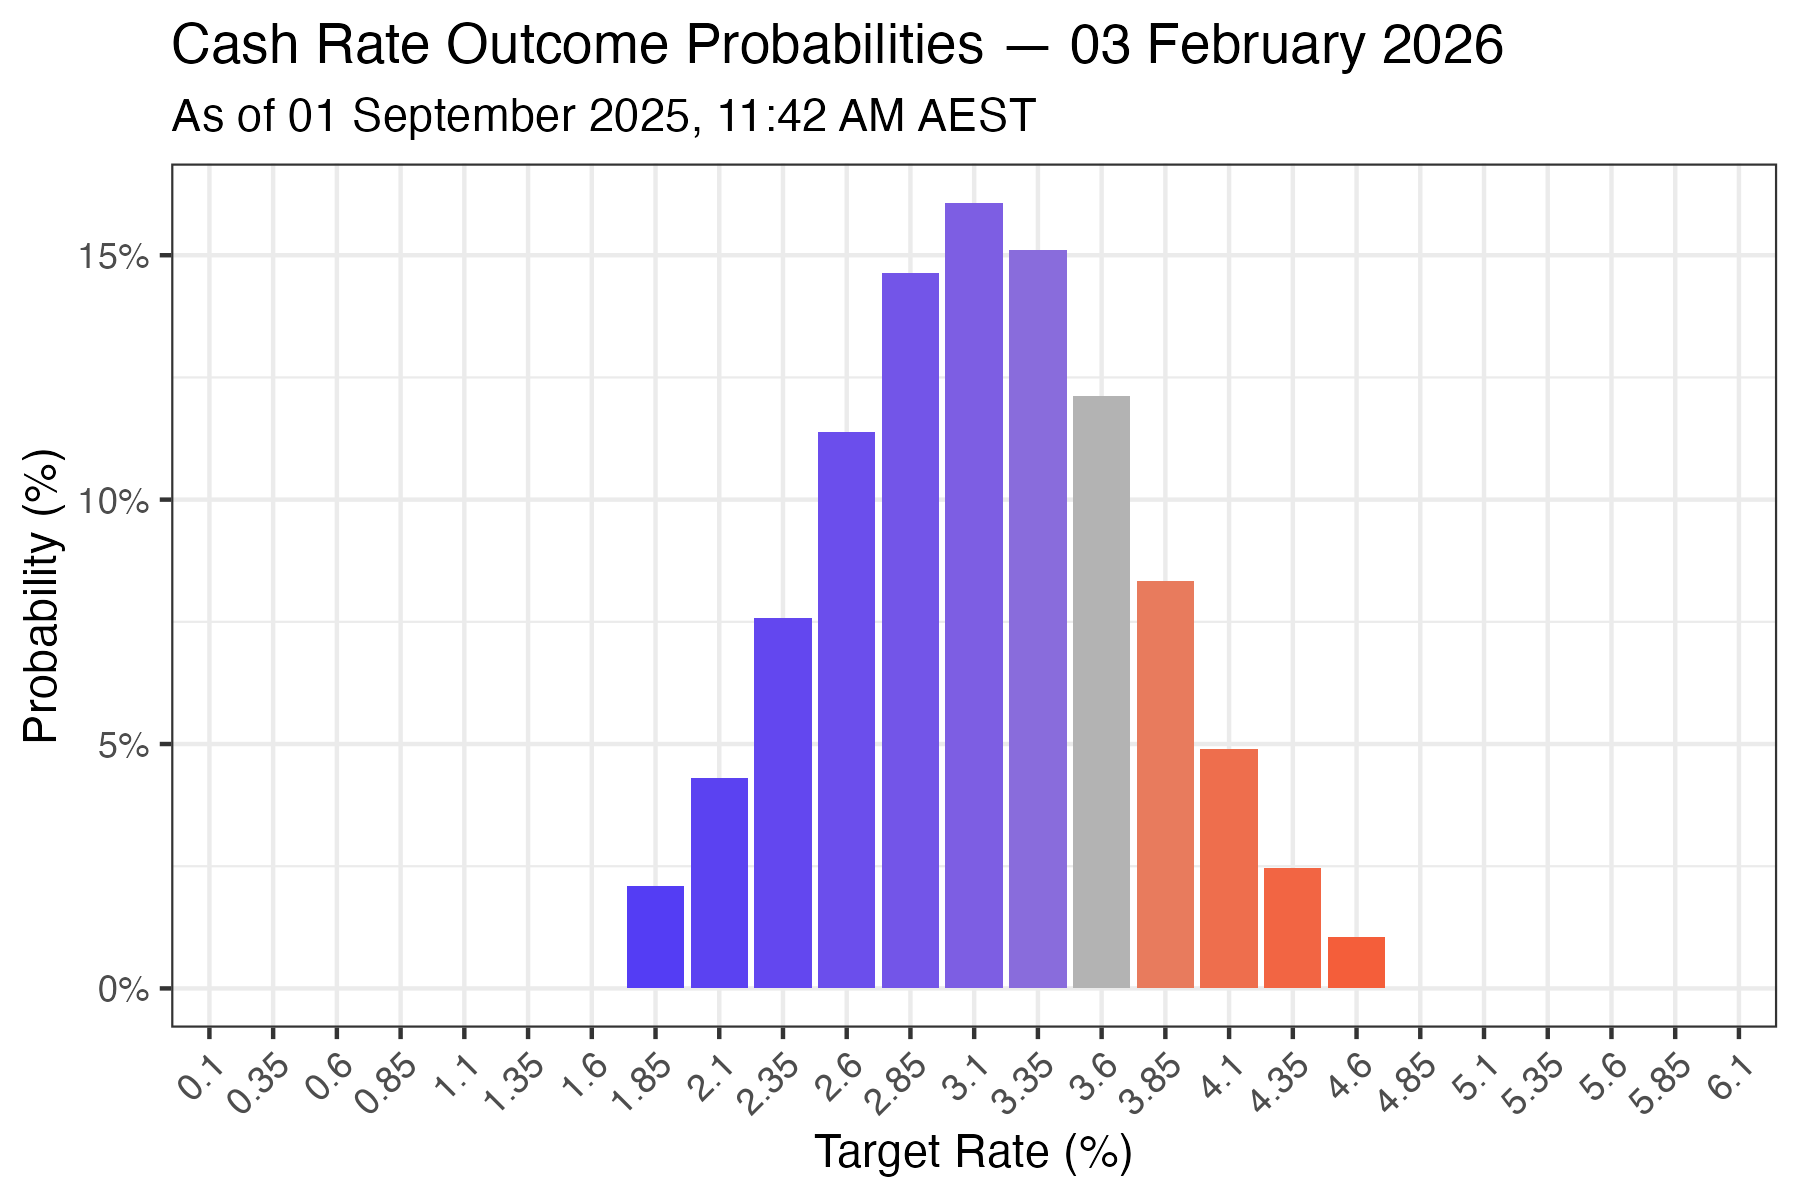 Cash Rate Outcome Probabilities — 03 February 2026
As of 01 September 2025, 11:42 AM AEST
Probability (%)
15%
10%
5%
0%
0.1 0.35 0.6 0.85 1.1 1.35 1.6 1.85 2.1 2.35 2.6 2.85 3.1 3.35 3.6 3.85 4.1 4.35 4.6 4.85 5.1 5.35 5.6 5.85 6.1
Target Rate (%)